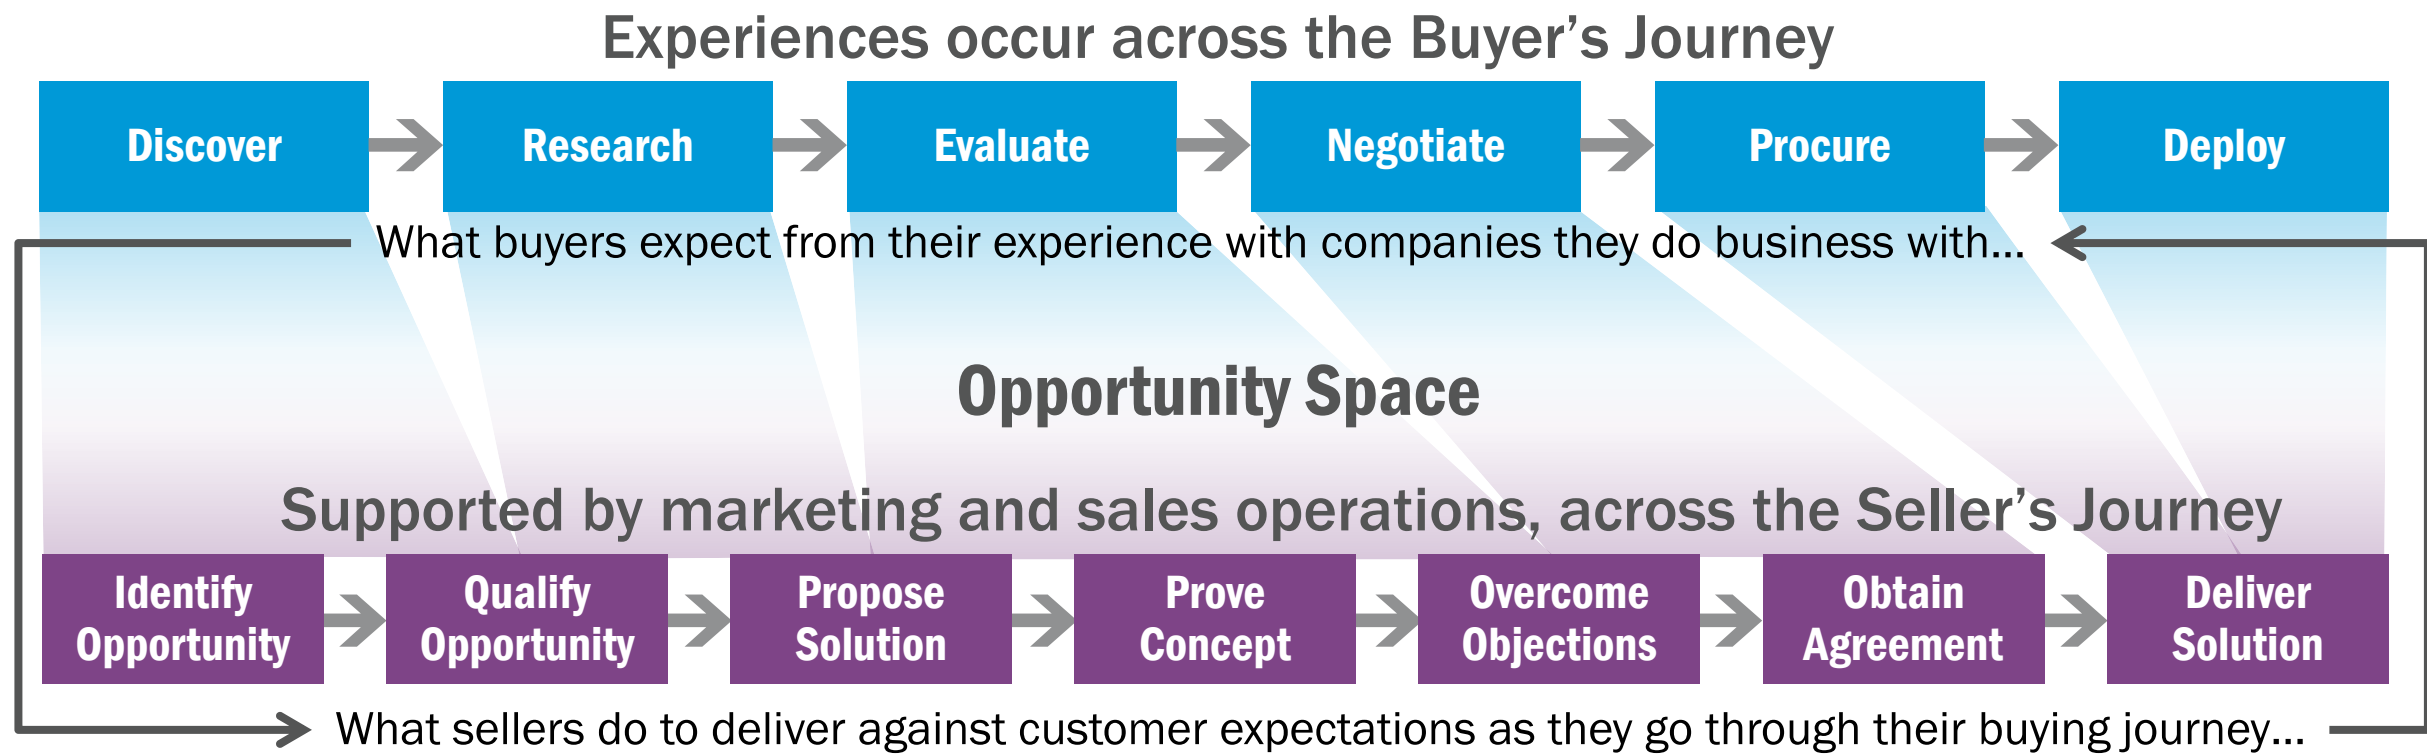 Experiences occur across the Buyer’s Journey
Discover
Research
Evaluate
Negotiate
Procure
Deploy
What buyers expect from their experience with companies they do business with...
Opportunity Space
Supported by marketing and sales operations, across the Seller’s Journey
Identify
Opportunity
Qualify
Opportunity
Propose
Solution
Prove
Concept
Overcome
Objections
Obtain
Agreement
Deliver
Solution
What sellers do to deliver against customer expectations as they go through their buying journey...